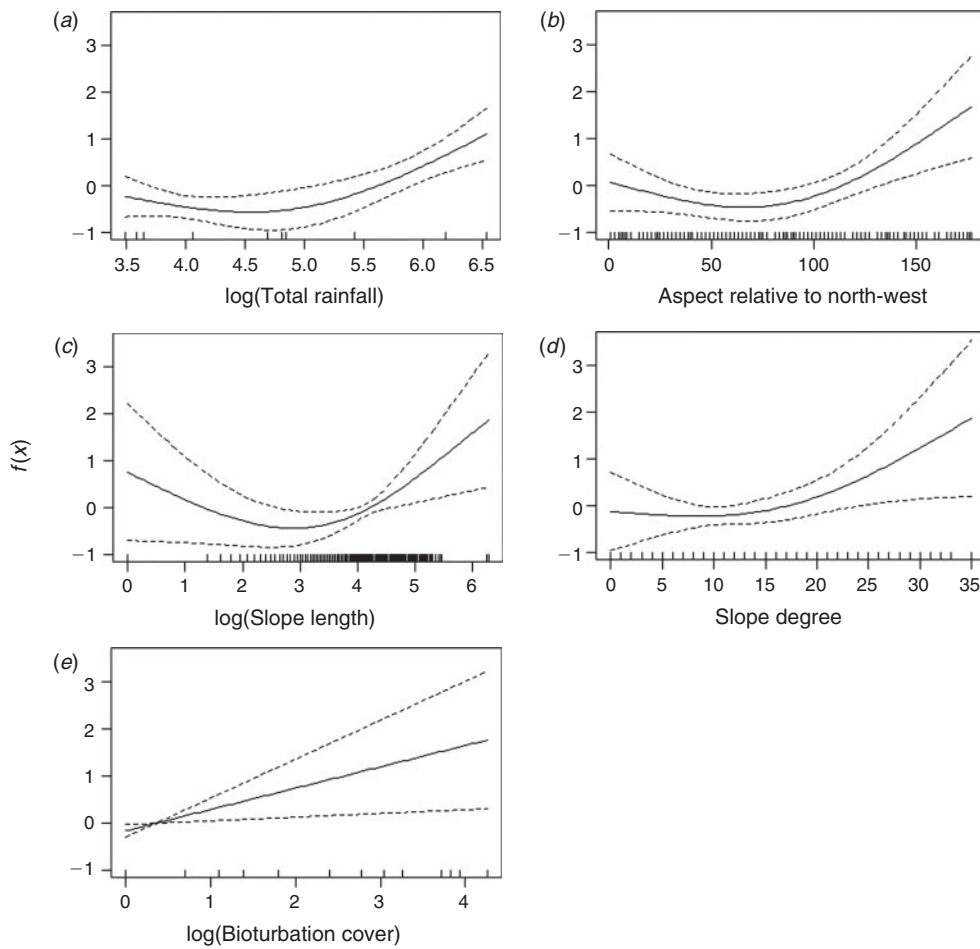 (a)
3
2
1
0
−1
3.5 4.0 4.5 5.0 5.5 6.0 6.5
log(Total rainfall)
(b)
3
2
1
0
−1
0 50 100 150
Aspect relative to north-west
(c)
3
2
1
0
−1
0 1 2 3 4 5 6
log(Slope length)
f(x)
(d)
3
2
1
0
−1
0 5 10 15 20 25 30 35
Slope degree
(e)
3
2
1
0
−1
0 1 2 3 4
log(Bioturbation cover)